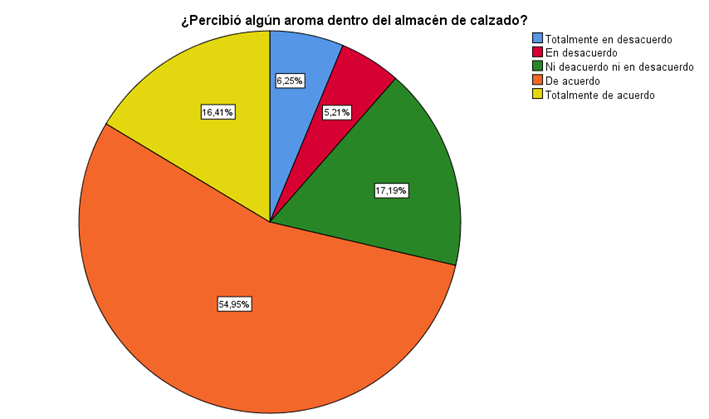 ¿Percibió algún aroma dentro del almacén de calzado?
Totalmente en desacuerdo
En desacuerdo
Ni deacuerdo ni en desacuerdo
De acuerdo
Totalmente de acuerdo
6,25%
5,21%
16,41%
17,19%
54,95%